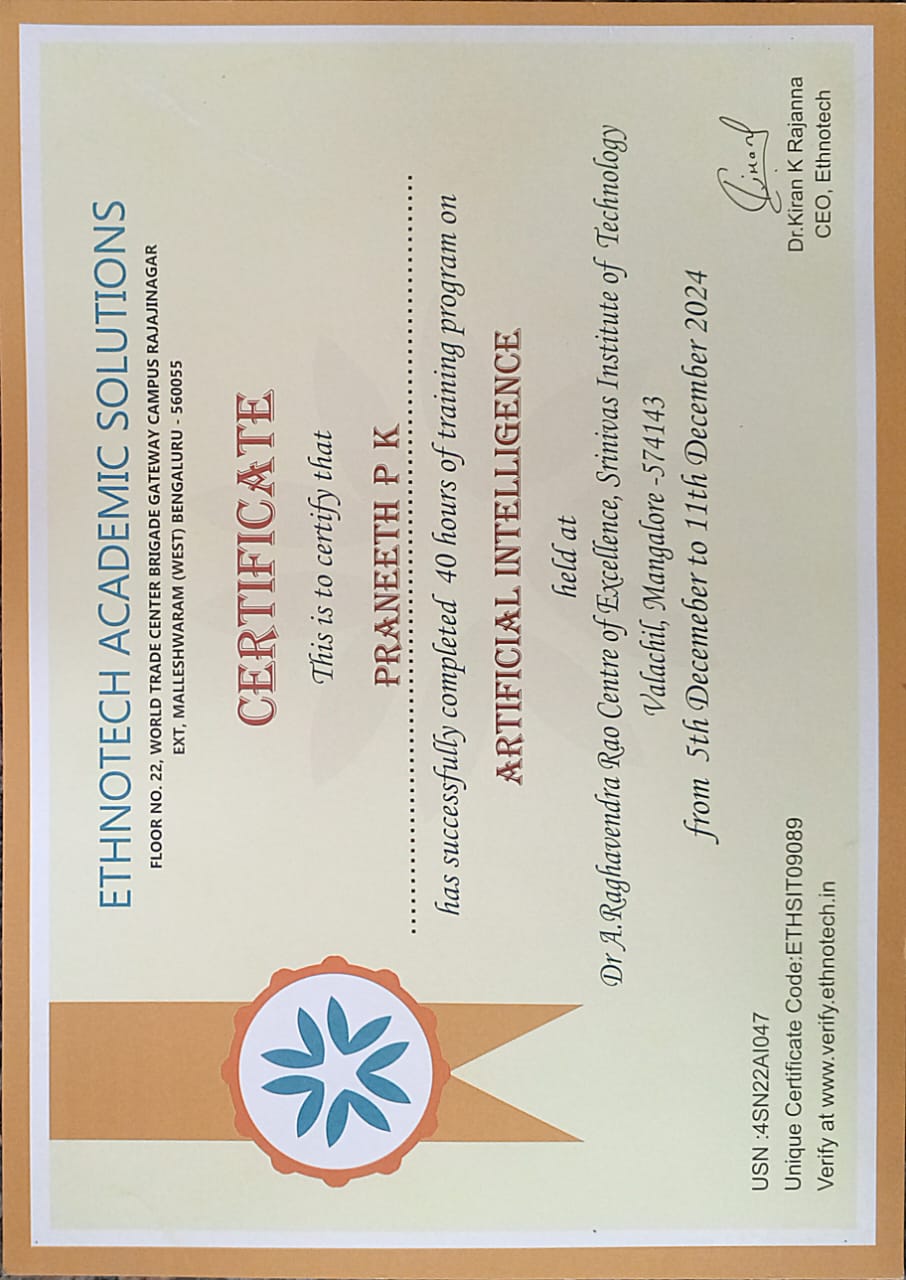 ETHNOTECH ACADEMIC SOLUTIONS
FLOOR NO. 22, WORLD TRADE CENTER BRIGADE GATEWAY CAMPUS RAJAJINAGAR
EXT, MALLESHWARAM (WEST) BENGALURU - 560055
CERTIFICATE
This is to certify that
PRANEETH P K
has successfully completed 40 hours of training program on
ARTIFICIAL INTELLIGENCE
held at
Dr A.Raghavendra Rao Centre of Excellence, Srinivas Institute of Technology
Valachil, Mangalore -574143
from 5th Decemeber to 11th December 2024
USN :4SN22AI047
Unique Certificate Code:ETHSIT09089
Verify at www.verify.ethnotech.in
Dr.Kiran K Rajanna
CEO, Ethnotech